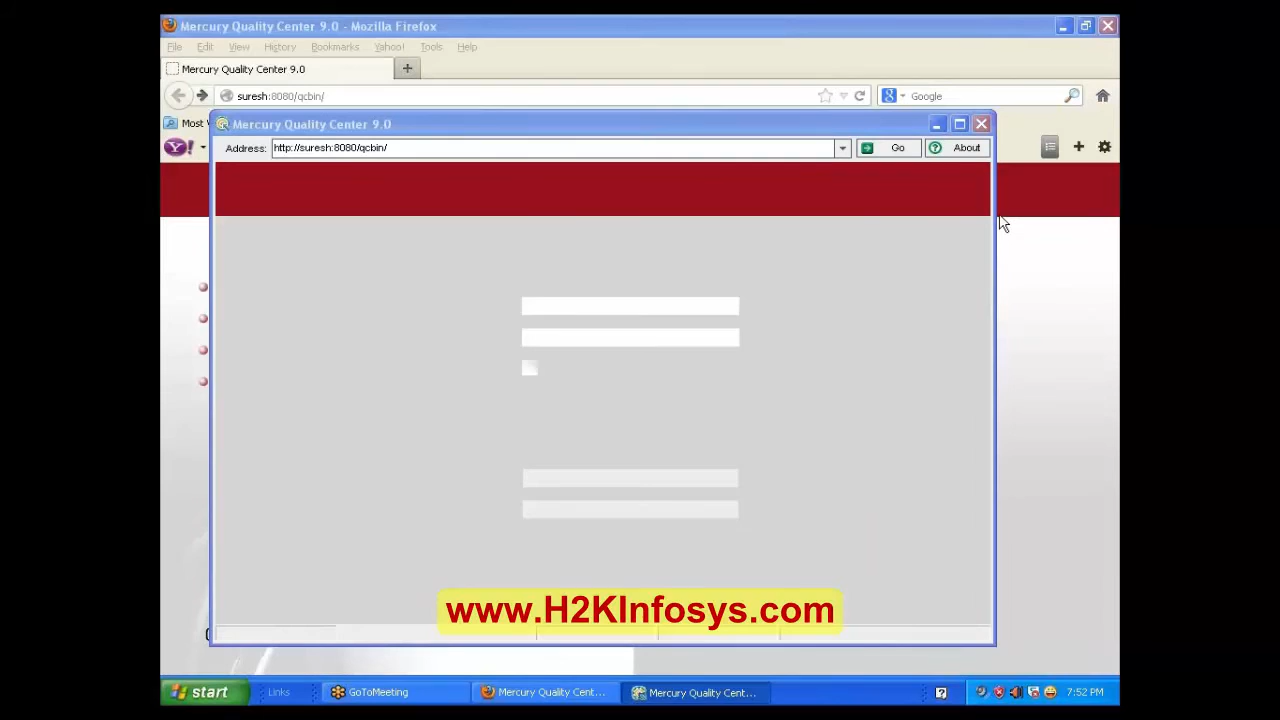 Mercury Quality Center 9.0 - Mozilla Firefox
File Edit View History Bookmarks Yahoo! Tools Help
Mercury Quality Center 9.0
suresh:8080/qcbin/
Google
Most
Mercury Quality Center 9.0
Address: http://suresh:8080/qcbin/ Go About
www.H2KInfosys.com
start Links GoToMeeting Mercury Quality Cent... Mercury Quality Cent... 7:52 PM